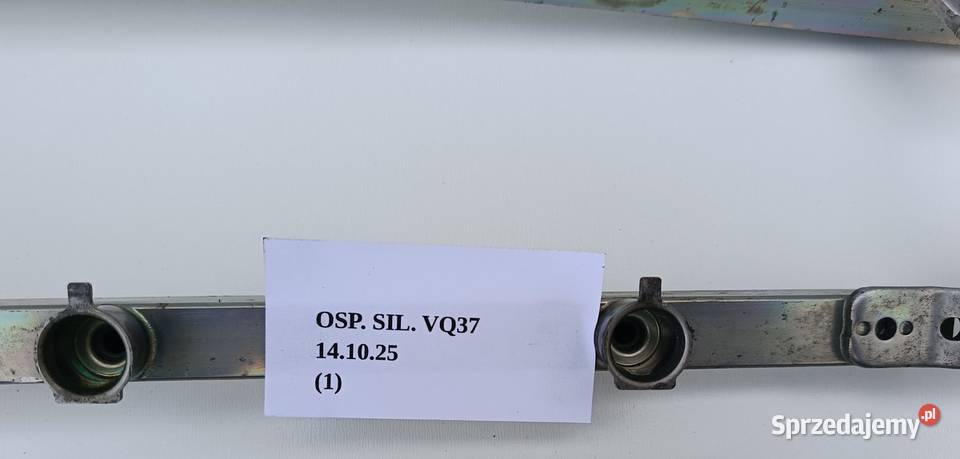 OSP. SIL. VQ37
14.10.25
(1)
Sprzedajemy.pl